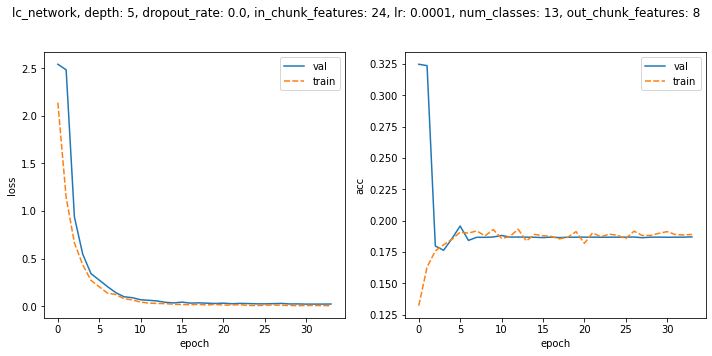 lc_network, depth: 5, dropout_rate: 0.0, in_chunk_features: 24, lr: 0.0001, num_classes: 13, out_chunk_features: 8
val
train
2.5
2.0
1.5
1.0
0.5
0.0
loss
0 5 10 15 20 25 30
epoch
val
train
0.325
0.300
0.275
0.250
0.225
0.200
0.175
0.150
0.125
acc
0 5 10 15 20 25 30
epoch